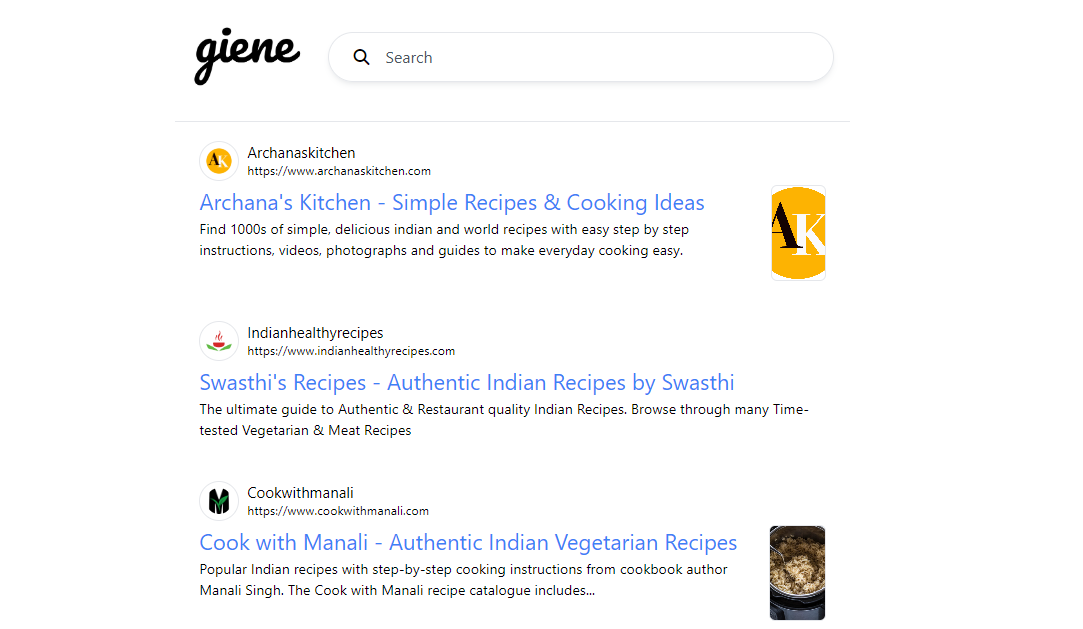 giene
Search
Archanaskitchen
https://www.archanaskitchen.com
Archana's Kitchen - Simple Recipes & Cooking Ideas
Find 1000s of simple, delicious indian and world recipes with easy step by step
instructions, videos, photographs and guides to make everyday cooking easy.
AK
AK
Indianhealthyrecipes
https://www.indianhealthyrecipes.com
Swasthi's Recipes - Authentic Indian Recipes by Swasthi
The ultimate guide to Authentic & Restaurant quality Indian Recipes. Browse through many Time-
tested Vegetarian & Meat Recipes
Cookwithmanali
https://www.cookwithmanali.com
Cook with Manali - Authentic Indian Vegetarian Recipes
Popular Indian recipes with step-by-step cooking instructions from cookbook author
Manali Singh. The Cook with Manali recipe catalogue includes...